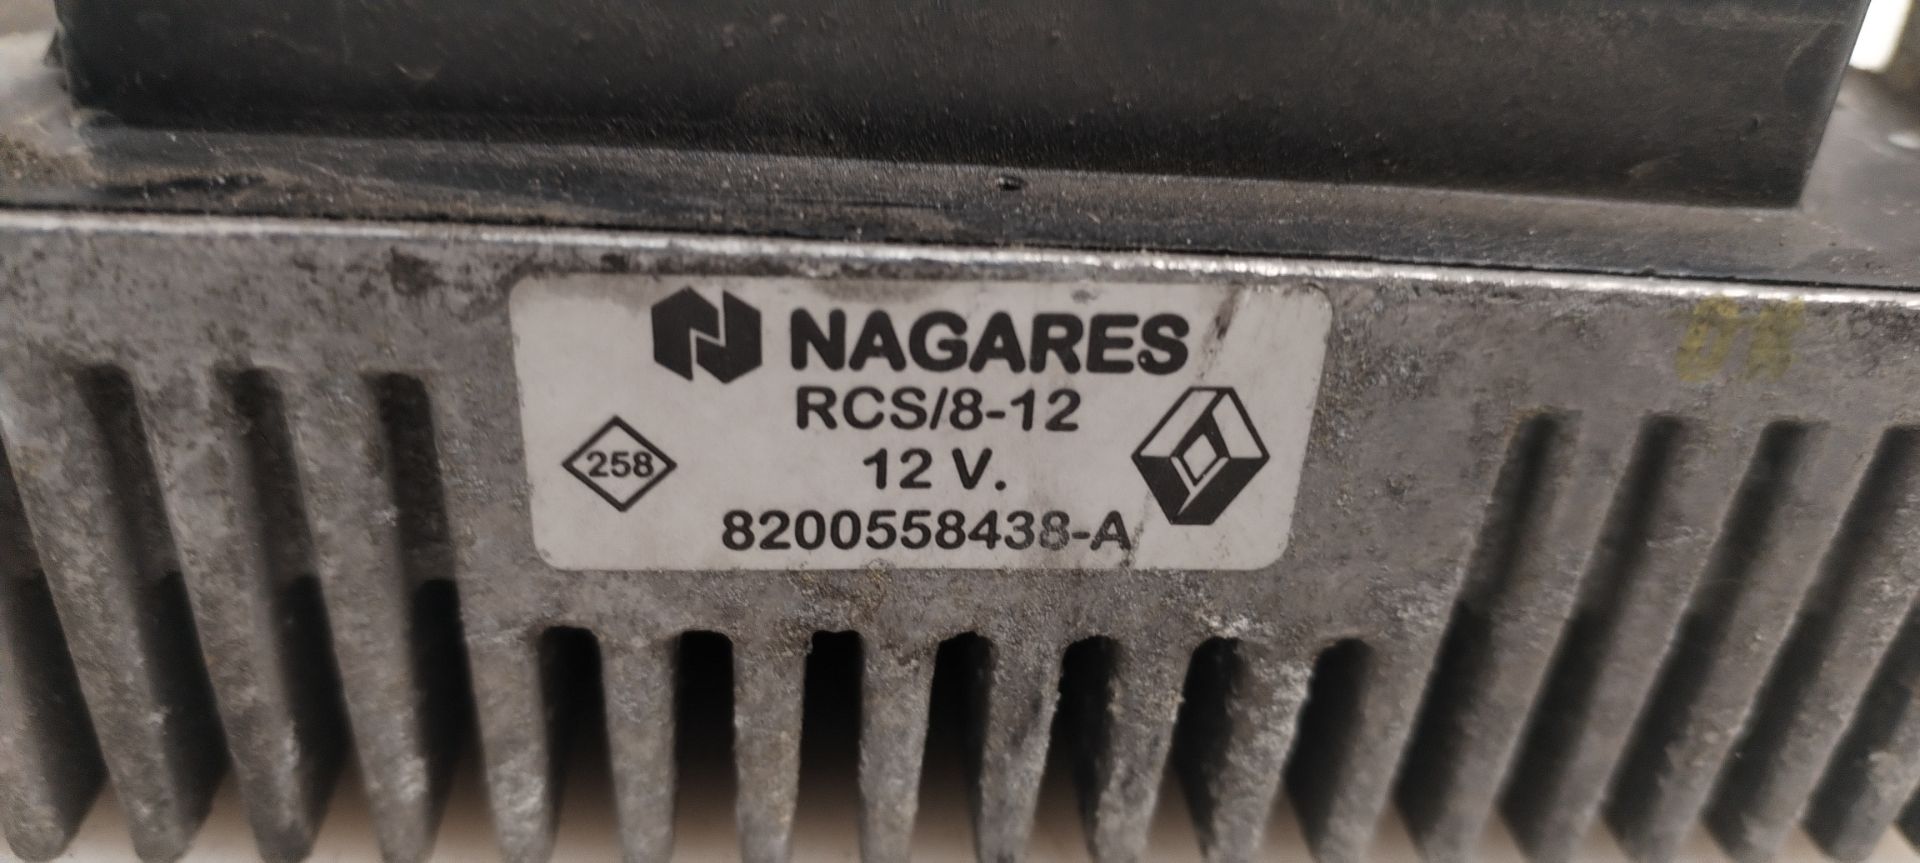 NAGARES
RCS/8-12
258
12 V.
8200558438-A